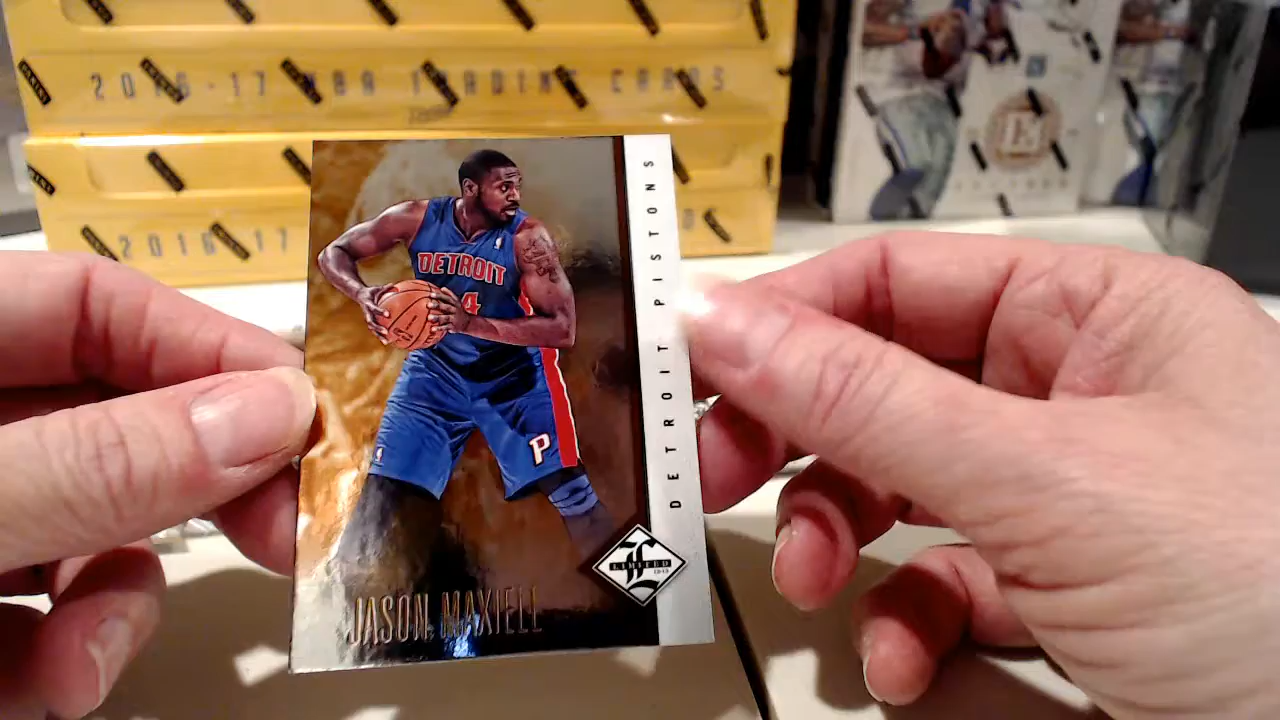 2016-17 NBA TRADING CARDS
2016-17
DETROIT
4
P
DETROIT PISTONS
LIMITED
JASON MAXIELL